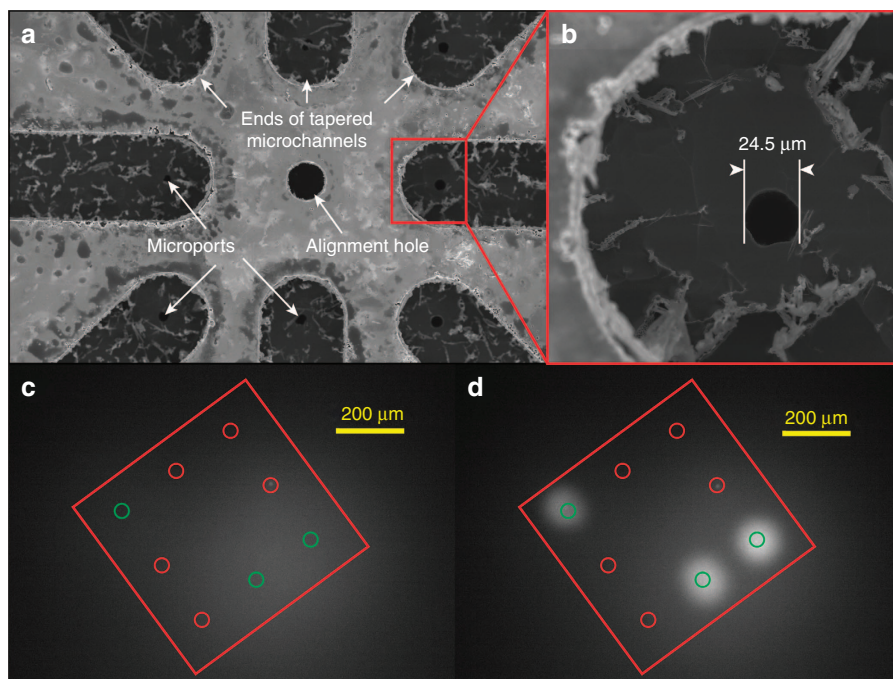 a
Ends of tapered
microchannels
Microports
Alignment hole
b
24.5 µm
c
200 µm
d
200 µm